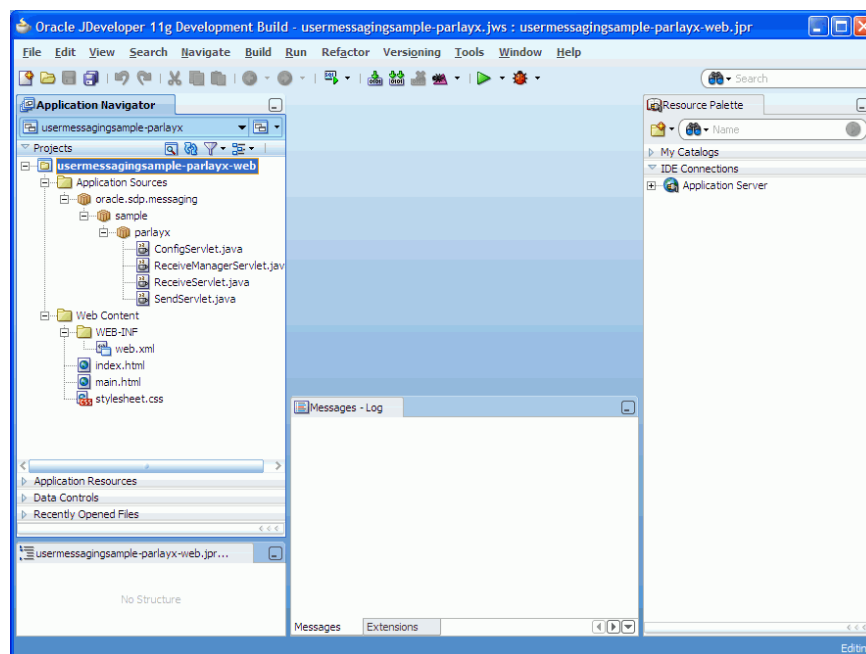 Oracle JDeveloper 11g Development Build - usermessagingsample-parlayx.jws : usermessagingsample-parlayx-web.jpr
File Edit View Search Navigate Build Run Refactor Versioning Tools Window Help
Search
Application Navigator
usermessagingsample-parlayx
Projects
usermessagingsample-parlayx-web
Application Sources
oracle.sdp.messaging
sample
parlayx
ConfigServlet.java
ReceiveManagerServlet.jav
ReceiveServlet.java
SendServlet.java
Web Content
WEB-INF
web.xml
index.html
main.html
stylesheet.css
Application Resources
Data Controls
Recently Opened Files
usermessagingsample-parlayx-web.jpr...
No Structure
Messages - Log
Messages Extensions
Resource Palette
Name
My Catalogs
IDE Connections
Application Server
Editin